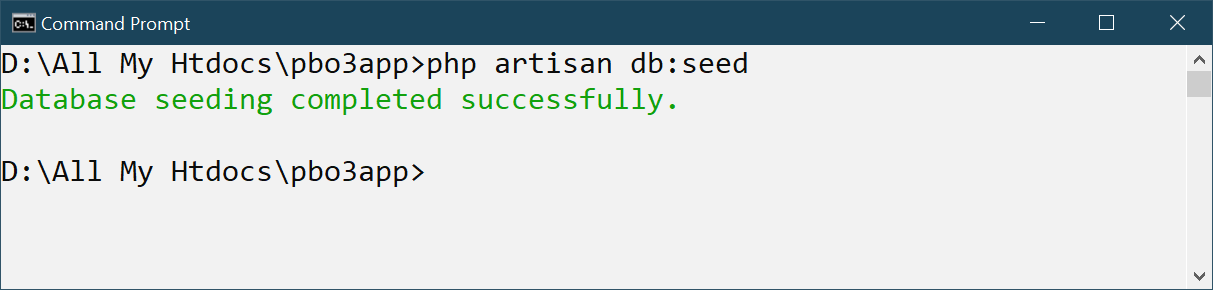 Command Prompt
D:\All My Htdocs\pbo3app>php artisan db:seed
Database seeding completed successfully.
D:\All My Htdocs\pbo3app>